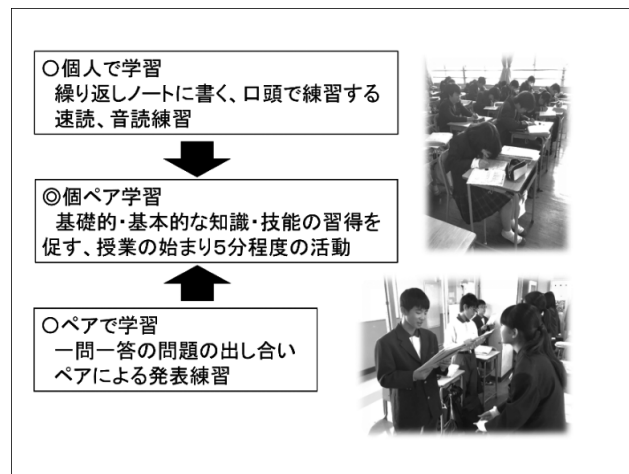 ○個人で学習
繰り返しノートに書く、口頭で練習する
速読、音読練習
◎個ペア学習
基礎的・基本的な知識・技能の習得を
促す、授業の始まり5分程度の活動
○ペアで学習
一問一答の問題の出し合い
ペアによる発表練習